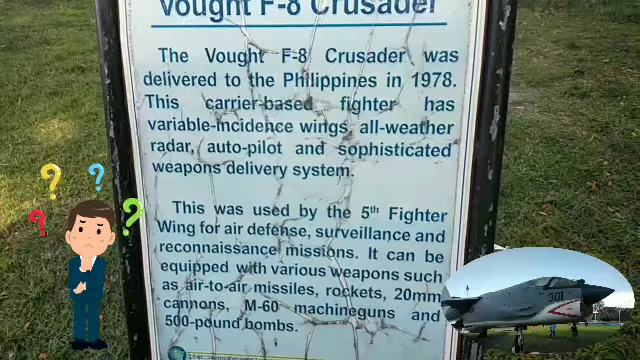 Vought F-8 Crusader
The Vought F-8 Crusader was
delivered to the Philippines in 1978.
This carrier-based fighter has
variable-incidence wings, all-weather
radar, auto-pilot and sophisticated
weapons delivery system.
This was used by the 5th Fighter
Wing for air defense, surveillance and
reconnaissance missions. It can be
equipped with various weapons such
as air-to-air missiles, rockets, 20mm
cannons, M-60 machineguns and
500-pound bombs.
? ? ? ?
301